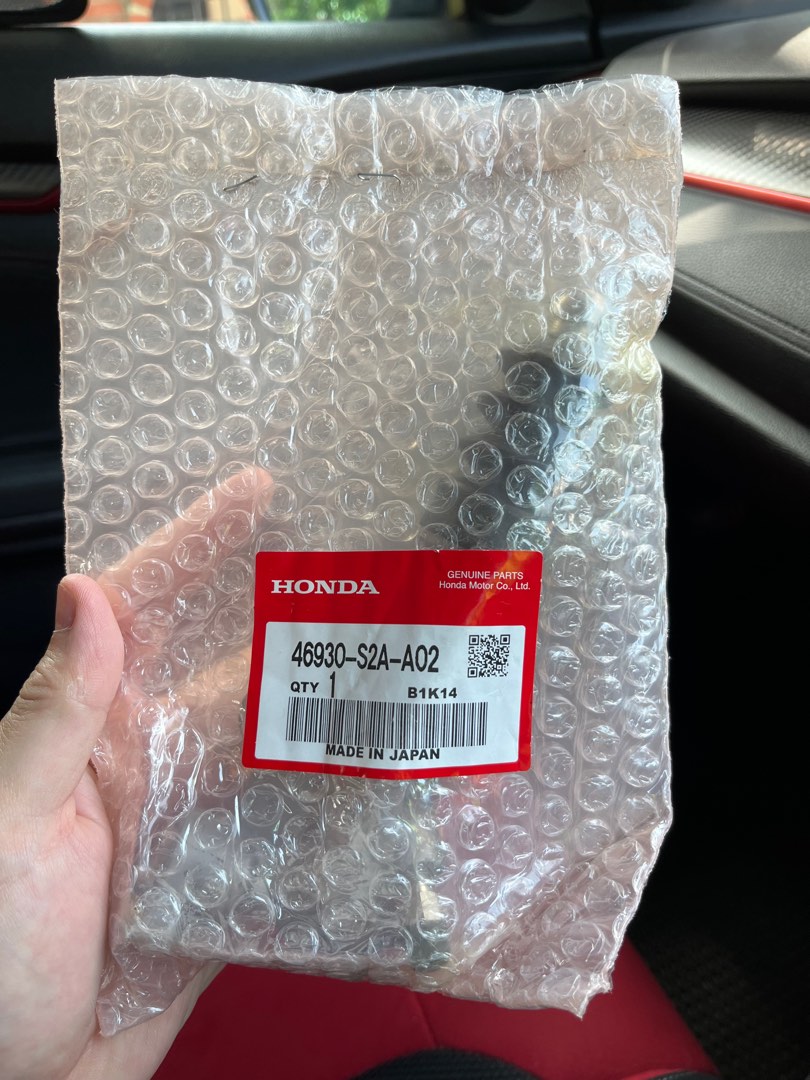 HONDA
GENUINE PARTS
Honda Motor Co., Ltd.
46930-S2A-A02
QTY 1 B1K14
MADE IN JAPAN